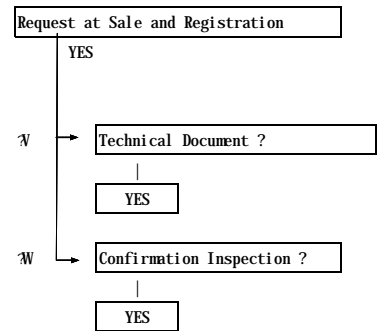 Request at Sale and Registration
YES
?V
Technical Document ?
YES
?W
Confirmation Inspection ?
YES